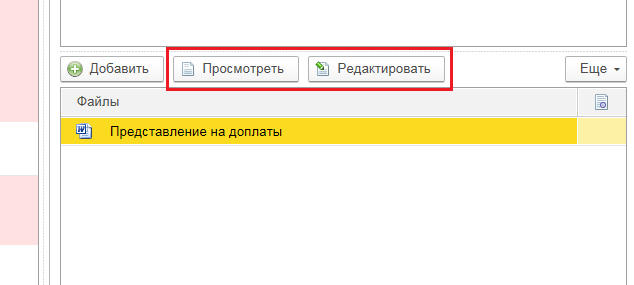 Добавить Просмотреть Редактировать Еще
Файлы
Представление на доплаты